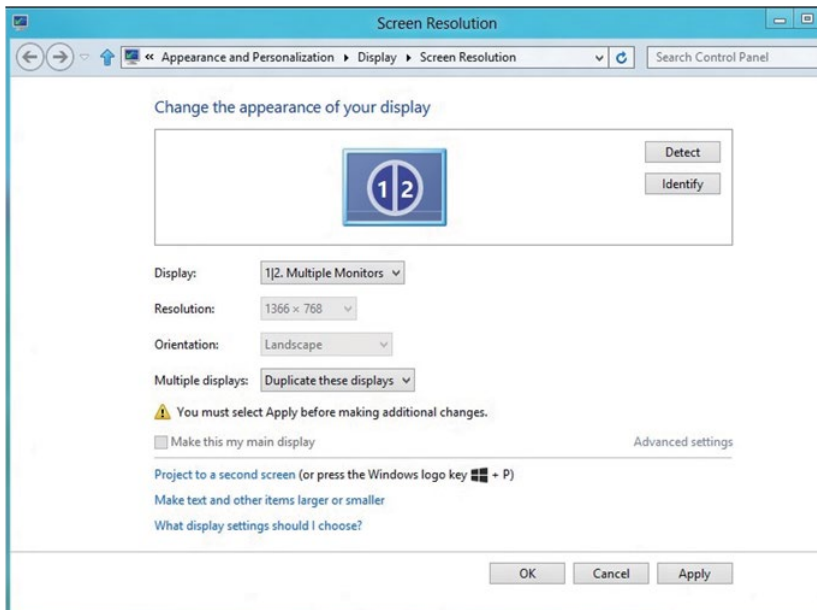 Screen Resolution
« Appearance and Personalization ▸ Display ▸ Screen Resolution
Search Control Panel
Change the appearance of your display
1|2
Detect
Identify
Display: 1|2. Multiple Monitors
Resolution: 1366 × 768
Orientation: Landscape
Multiple displays: Duplicate these displays
You must select Apply before making additional changes.
Make this my main display
Advanced settings
Project to a second screen (or press the Windows logo key + P)
Make text and other items larger or smaller
What display settings should I choose?
OK
Cancel
Apply